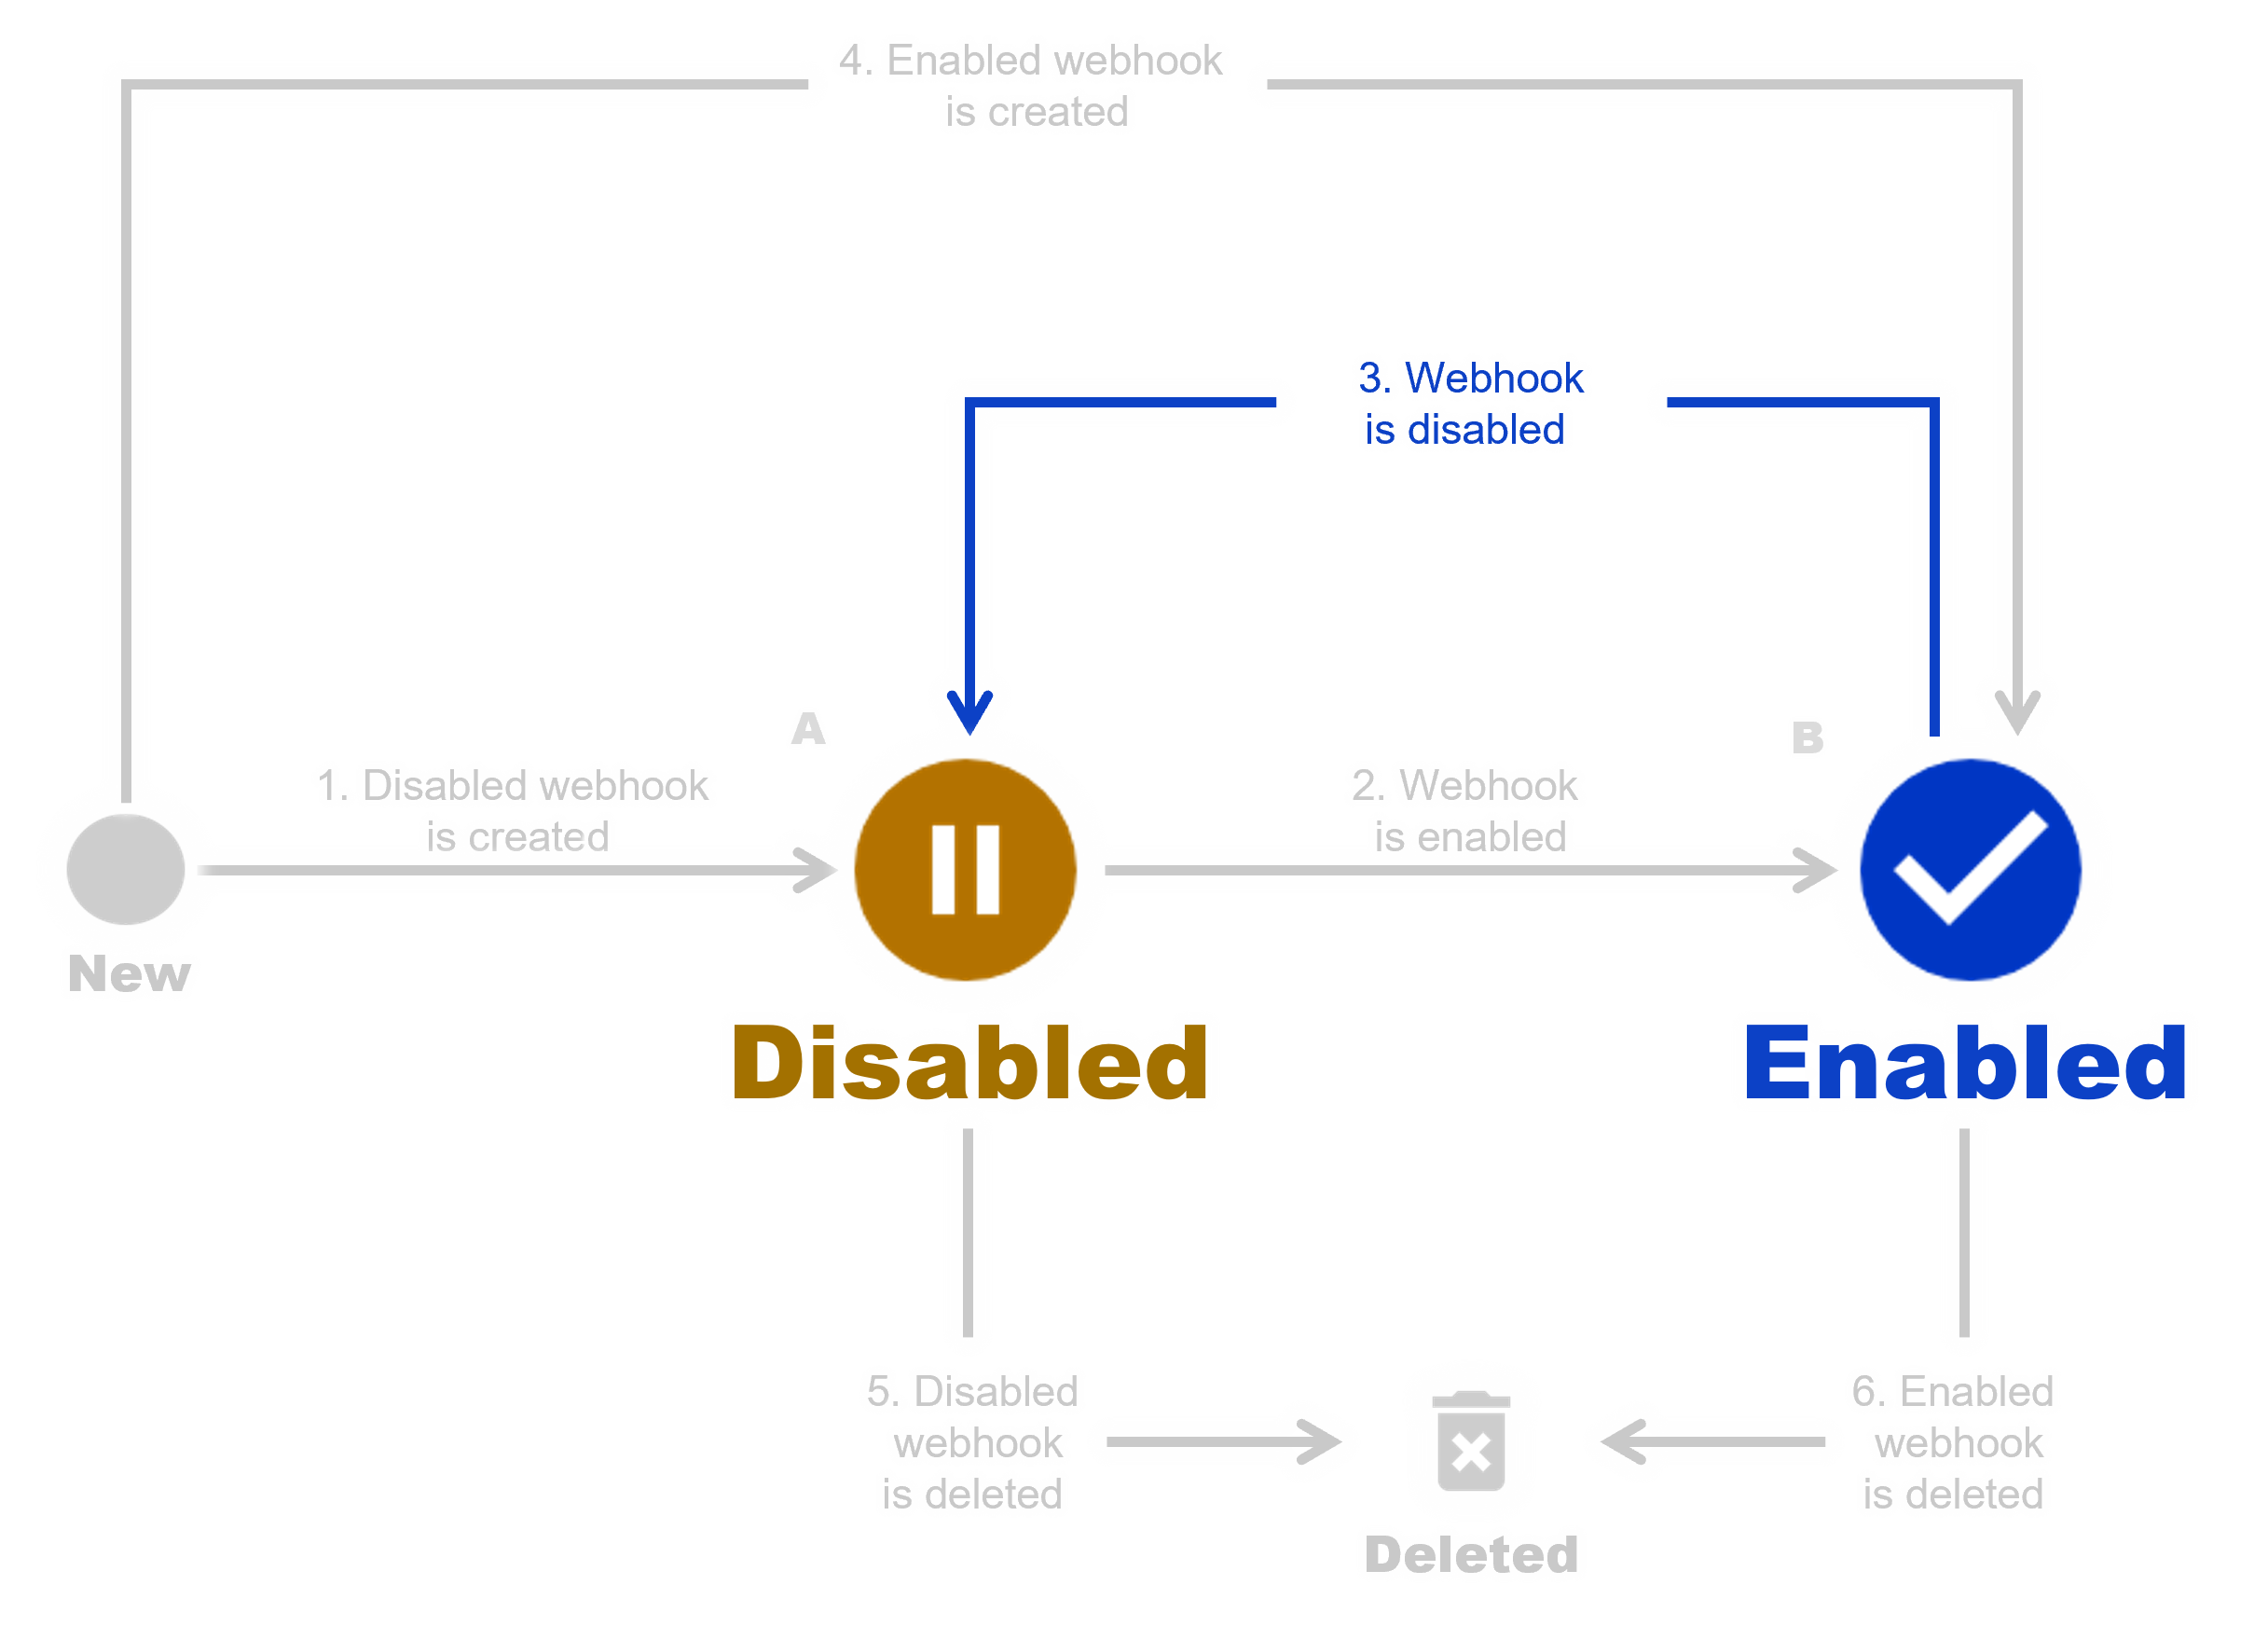 4. Enabled webhook
is created
3. Webhook
is disabled
A
B
1. Disabled webhook
is created
2. Webhook
is enabled
New
Disabled
Enabled
5. Disabled
webhook
is deleted
6. Enabled
webhook
is deleted
Deleted